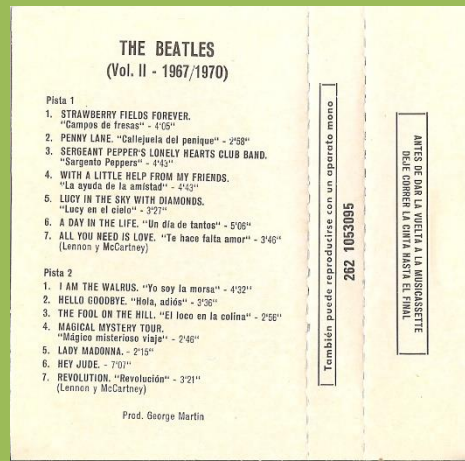 THE BEATLES
(Vol. II - 1967/1970)
Pista 1
1. STRAWBERRY FIELDS FOREVER.
"Campos de fresas" - 4'05"
2. PENNY LANE. "Callejuela del penique" - 2'58"
3. SERGEANT PEPPER'S LONELY HEARTS CLUB BAND.
"Sargento Peppers" - 4'43"
4. WITH A LITTLE HELP FROM MY FRIENDS.
"La ayuda de la amistad" - 4'43"
5. LUCY IN THE SKY WITH DIAMONDS.
"Lucy en el cielo" - 3'27"
6. A DAY IN THE LIFE. "Un día de tantos" - 5'06"
7. ALL YOU NEED IS LOVE. "Te hace falta amor" - 3'46"
(Lennon y McCartney)
Pista 2
1. I AM THE WALRUS. "Yo soy la morsa" - 4'32"
2. HELLO GOODBYE. "Hola, adiós" - 3'36"
3. THE FOOL ON THE HILL. "El loco en la colina" - 2'56"
4. MAGICAL MYSTERY TOUR.
"Mágico misterioso viaje" - 2'46"
5. LADY MADONNA. - 2'15"
6. HEY JUDE. - 7'07"
7. REVOLUTION. "Revolución" - 3'21"
(Lennon y McCartney)
Prod. George Martin
También puede reproducirse con un aparato mono
262 1053095
ANTES DE DAR LA VUELTA A LA MUSICASSETTE
DEJE CORRER LA CINTA HASTA EL FINAL